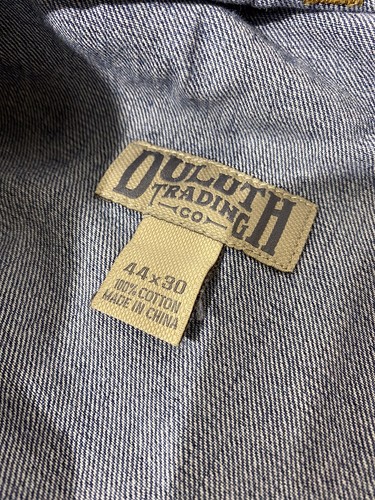 DULUTH
TRADING
CO
44x30
100% COTTON
MADE IN CHINA